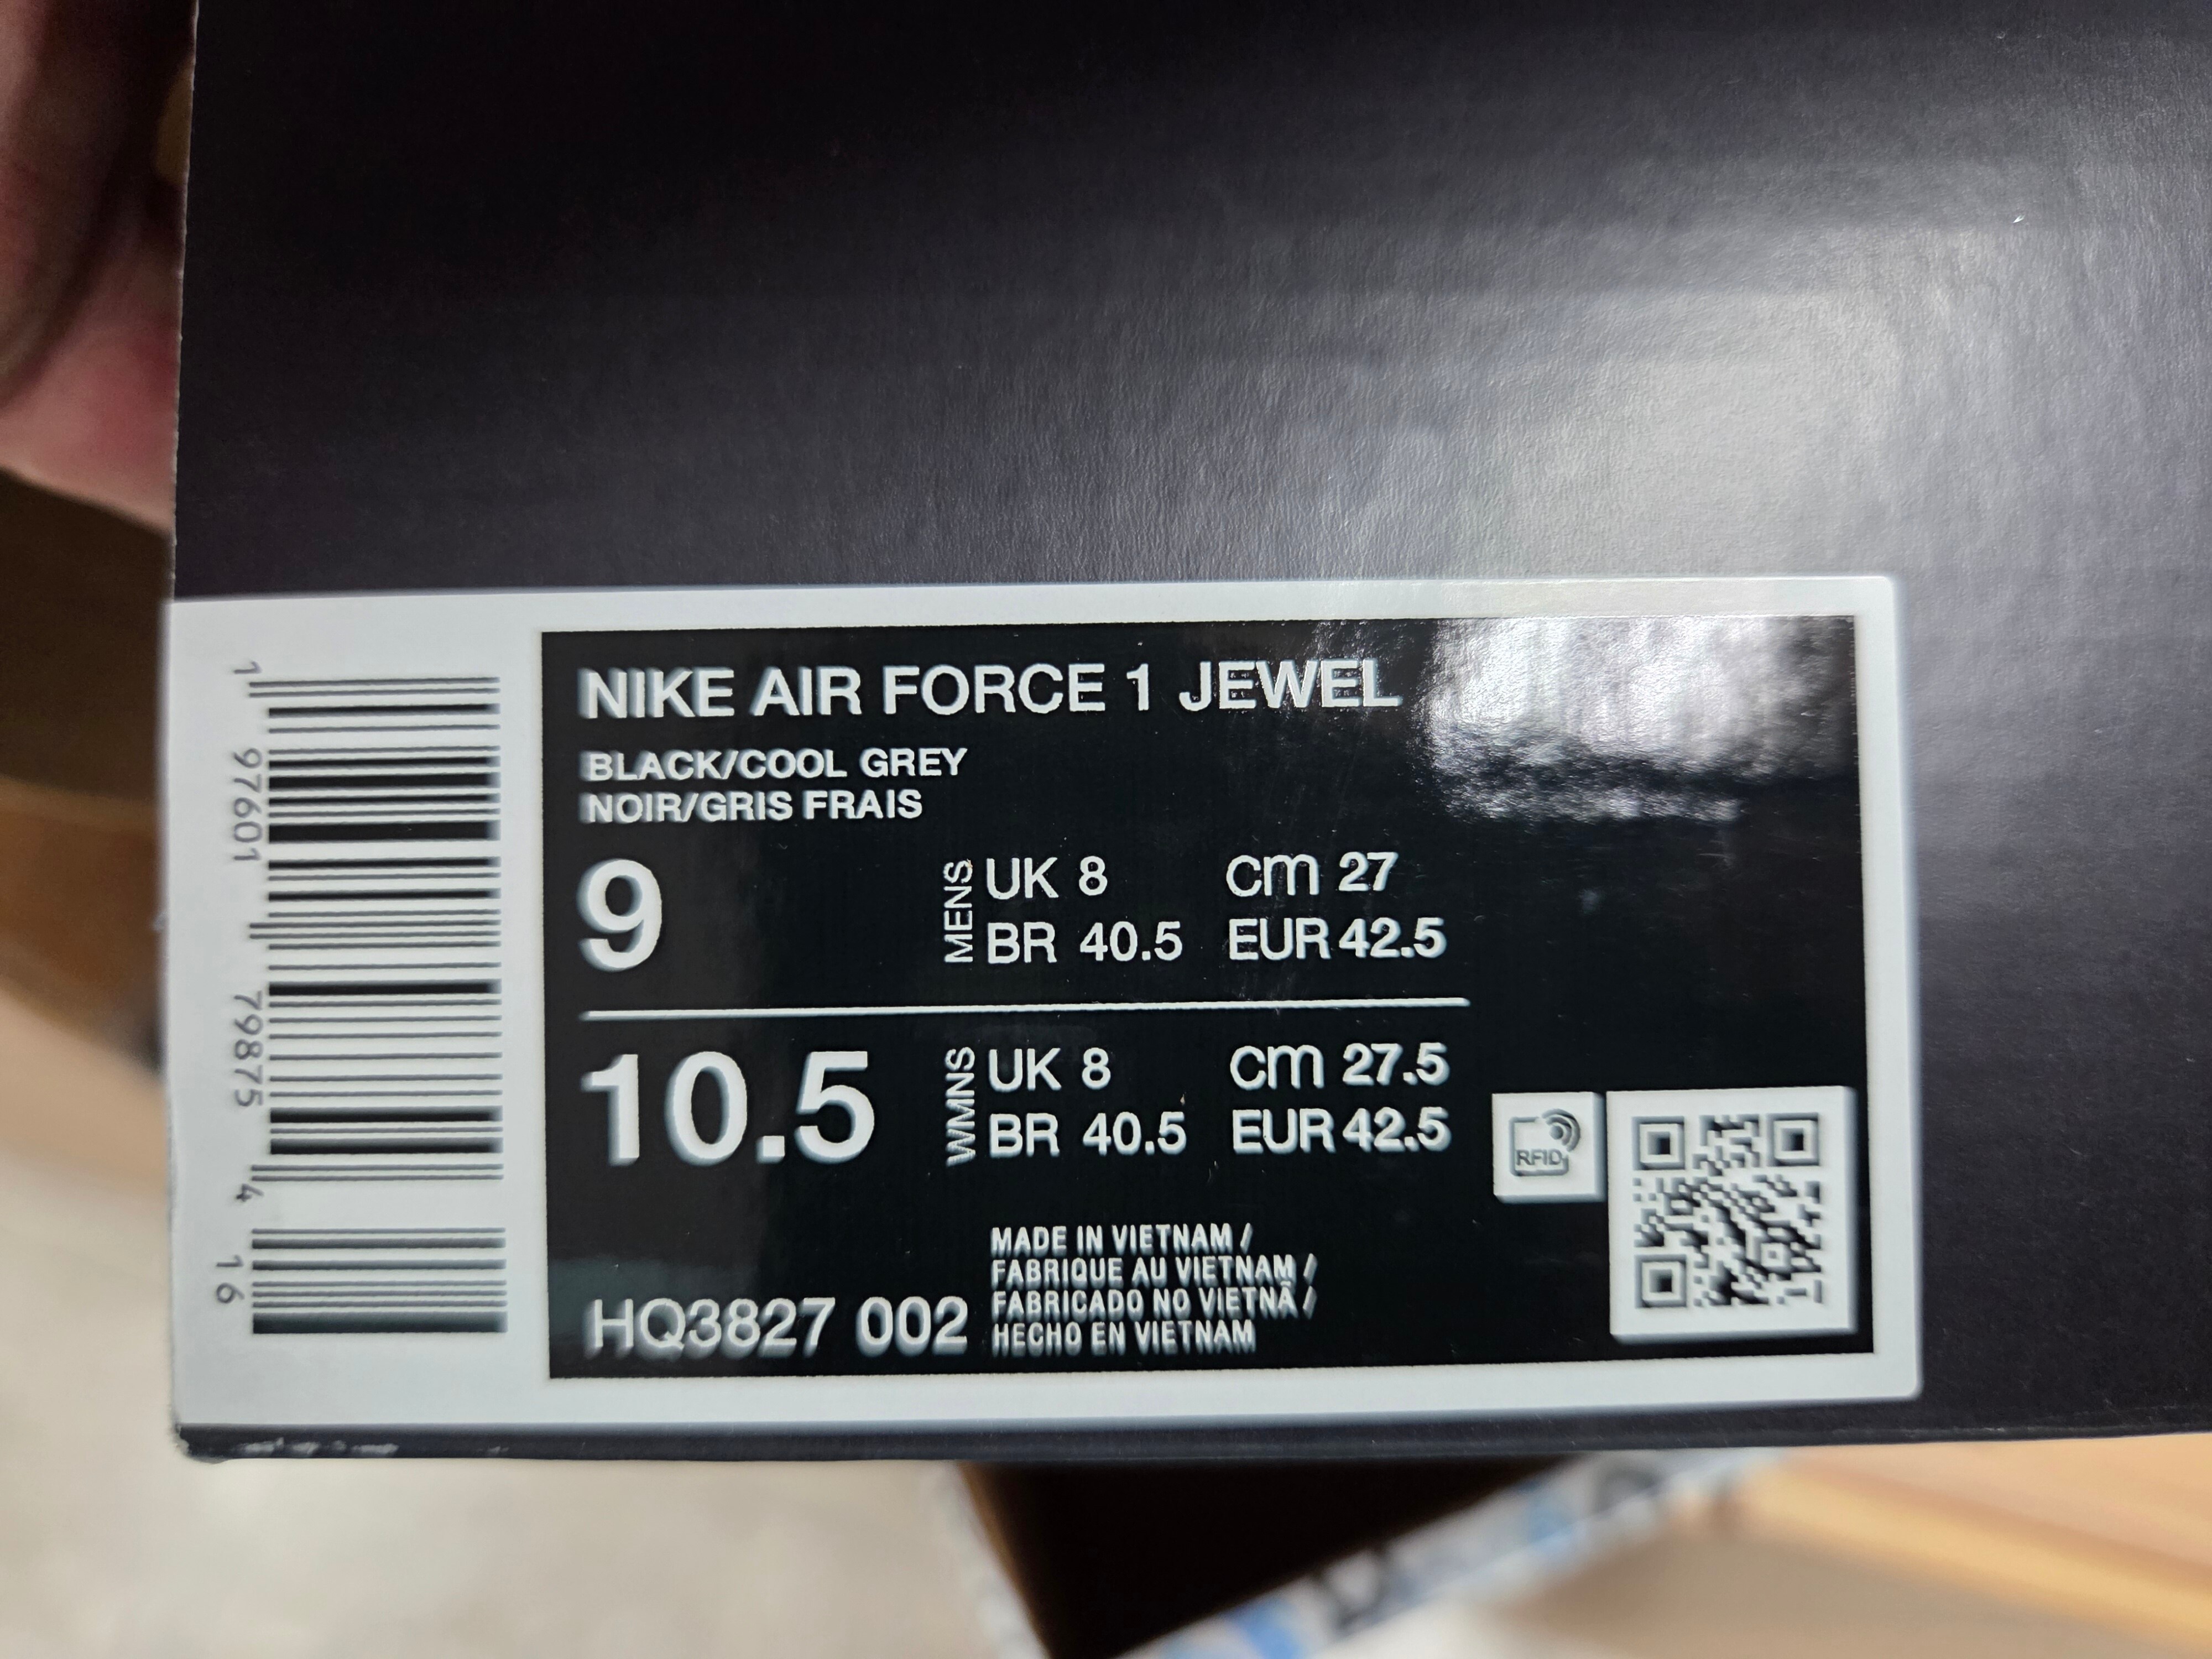 NIKE AIR FORCE 1 JEWEL
BLACK/COOL GREY
NOIR/GRIS FRAIS
9
MENS
UK 8 cm 27
BR 40.5 EUR 42.5
10.5
WMNS
UK 8 cm 27.5
BR 40.5 EUR 42.5
HQ3827 002
MADE IN VIETNAM /
FABRIQUE AU VIETNAM /
FABRICADO NO VIETNÃ /
HECHO EN VIETNAM
RFID
1 97601 79875 4 16